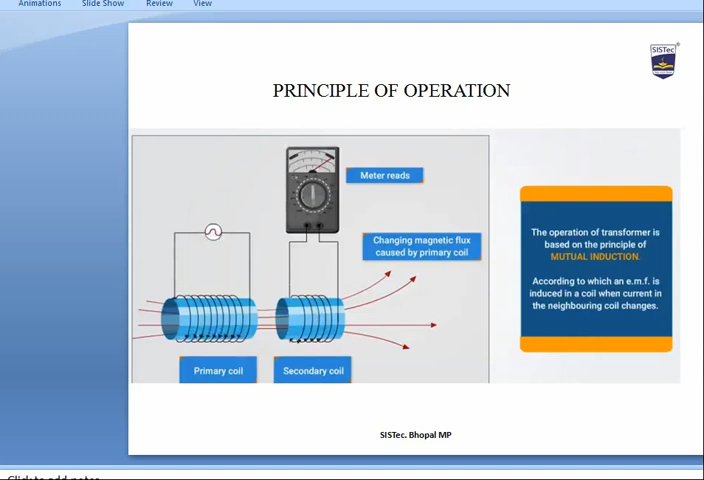 Animations Slide Show Review View
SISTec
PRINCIPLE OF OPERATION
Meter reads
Changing magnetic flux
caused by primary coil
The operation of transformer is
based on the principle of
MUTUAL INDUCTION.
According to which an e.m.f. is
induced in a coil when current in
the neighbouring coil changes.
Primary coil
Secondary coil
SISTec. Bhopal MP
Click to add notes